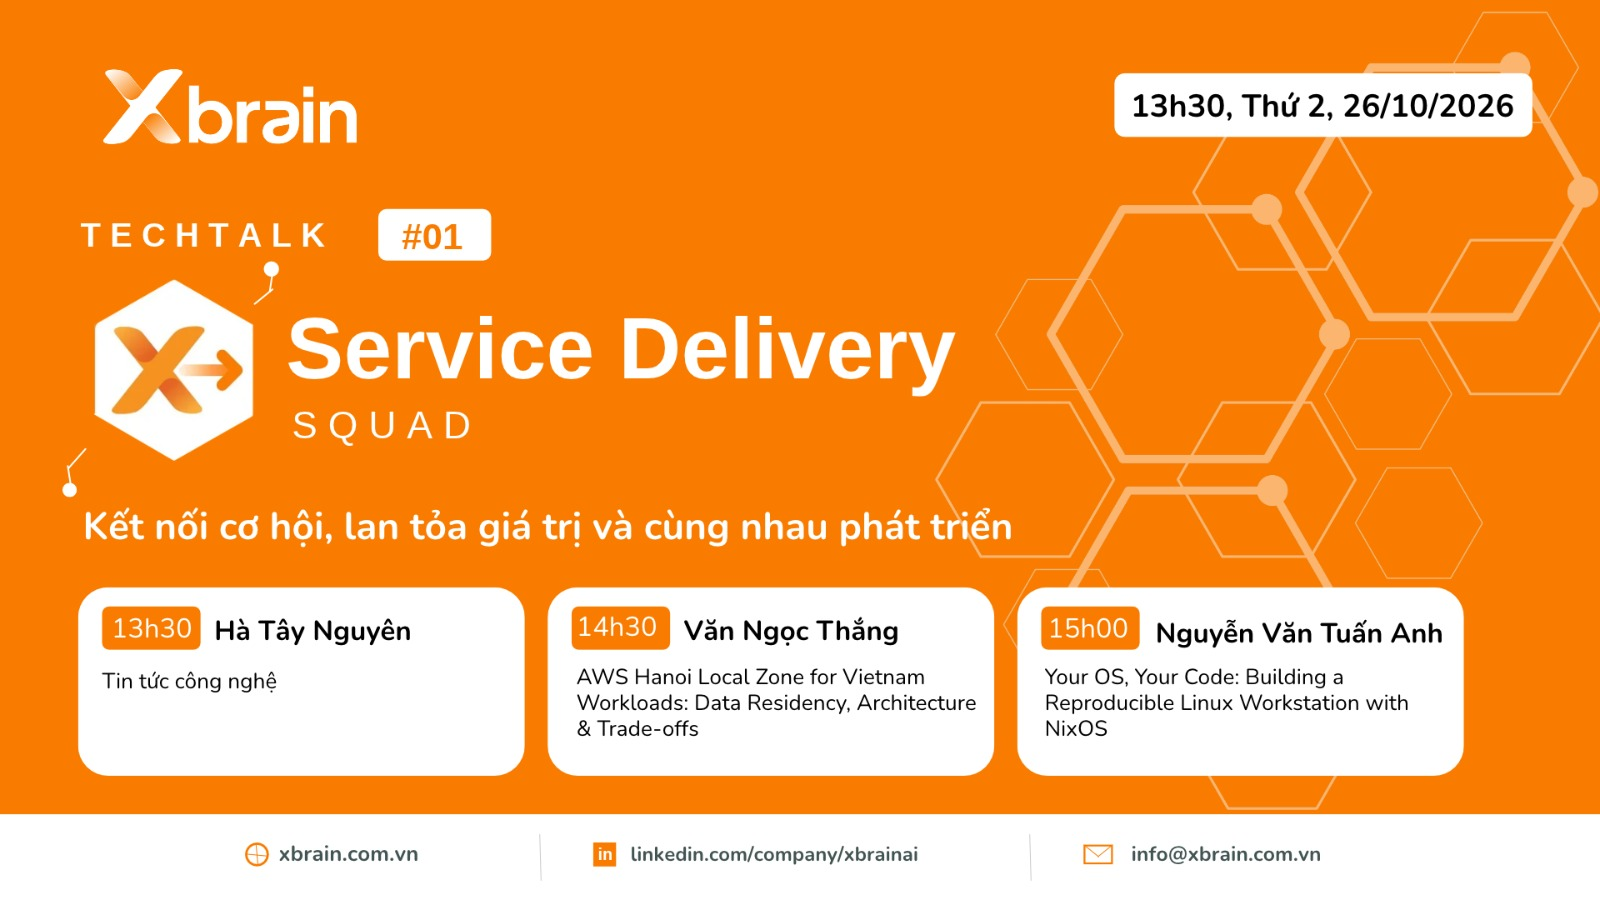 Xbrain
13h30, Thứ 2, 26/10/2026
TECHTALK
#01
Service Delivery
SQUAD
Kết nối cơ hội, lan tỏa giá trị và cùng nhau phát triển
13h30
Hà Tây Nguyên
Tin tức công nghệ
14h30
Văn Ngọc Thắng
AWS Hanoi Local Zone for Vietnam
Workloads: Data Residency, Architecture
& Trade-offs
15h00
Nguyễn Văn Tuấn Anh
Your OS, Your Code: Building a
Reproducible Linux Workstation with
NixOS
xbrain.com.vn
in
linkedin.com/company/xbrainai
info@xbrain.com.vn